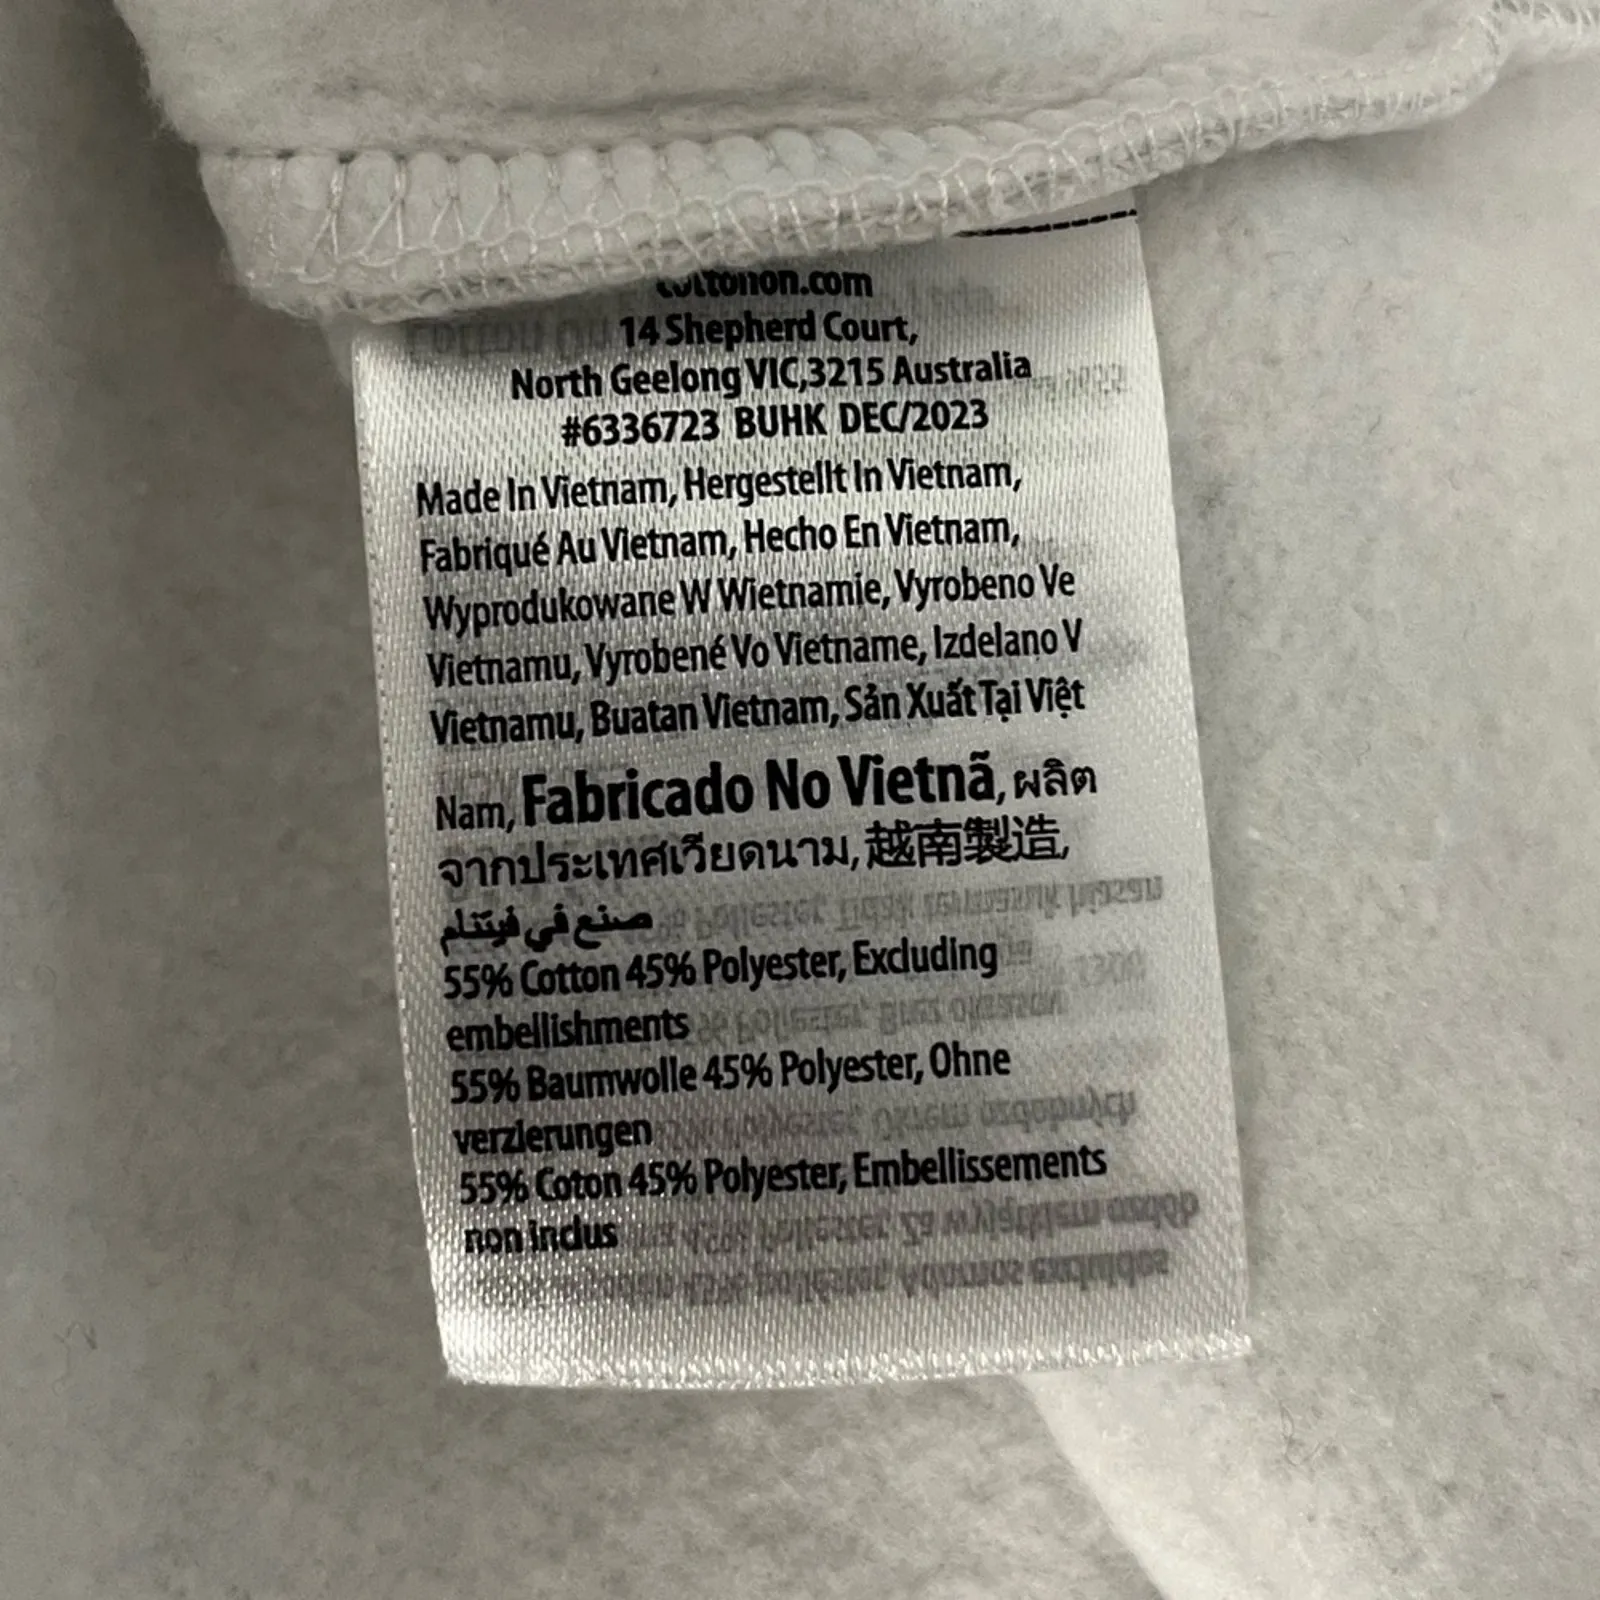 cottonon.com
14 Shepherd Court,
North Geelong VIC,3215 Australia
#6336723 BUHK DEC/2023
Made In Vietnam, Hergestellt In Vietnam,
Fabriqué Au Vietnam, Hecho En Vietnam,
Wyprodukowane W Wietnamie, Vyrobeno Ve
Vietnamu, Vyrobené Vo Vietname, Izdelano V
Vietnamu, Buatan Vietnam, Sản Xuất Tại Việt
Nam, Fabricado No Vietnã, ผลิต
จากประเทศเวียดนาม, 越南製造,
صنع في فيتنام
55% Cotton 45% Polyester, Excluding
embellishments
55% Baumwolle 45% Polyester, Ohne
verzierungen
55% Coton 45% Polyester, Embellissements
non inclus